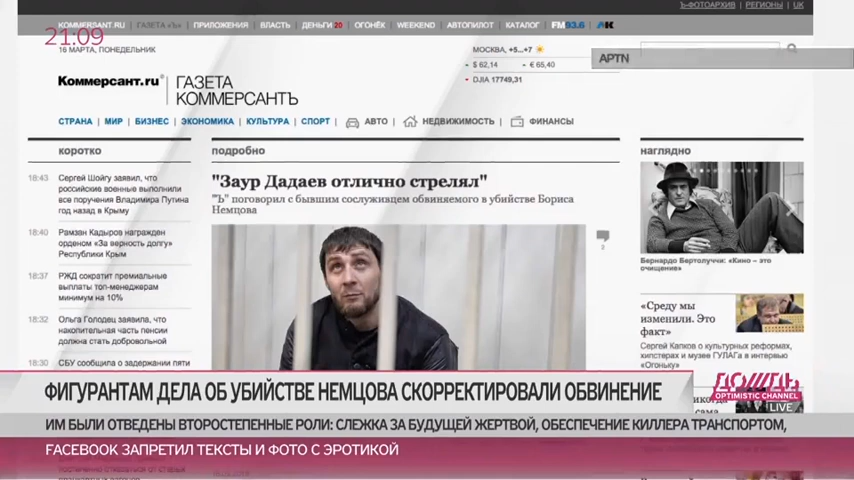 Ъ-ФОТОАРХИВ | РЕГИОНЫ | UK
KOMMERSANT.RU ГАЗЕТА «Ъ» ПРИЛОЖЕНИЯ ВЛАСТЬ ДЕНЬГИ 20 ОГОНЁК WEEKEND АВТОПИЛОТ КАТАЛОГ FM93.6
21:09
16 МАРТА, ПОНЕДЕЛЬНИК
МОСКВА, +5...+7
$ 62,14 € 65,40
DJIA 17749,31
APTN
Коммерсант.ru
ГАЗЕТА
КОММЕРСАНТЪ
СТРАНА | МИР | БИЗНЕС | ЭКОНОМИКА | КУЛЬТУРА | СПОРТ | АВТО | НЕДВИЖИМОСТЬ | ФИНАНСЫ
коротко
18:43 Сергей Шойгу заявил, что
российские военные выполнили
все поручения Владимира Путина
год назад в Крыму
18:40 Рамзан Кадыров награжден
орденом «За верность долгу»
Республики Крым
18:37 РЖД сократит премиальные
выплаты топ-менеджерам
минимум на 10%
18:32 Ольга Голодец заявила, что
накопительная часть пенсии
должна стать добровольной
18:30 СБУ сообщила о задержании пяти
подробно
"Заур Дадаев отлично стрелял"
"Ъ" поговорил с бывшим сослуживцем обвиняемого в убийстве Бориса
Немцова
2
наглядно
Бернардо Бертолуччи: «Кино – это
очищение»
«Среду мы
изменили. Это
факт»
Сергей Капков о культурных реформах,
хипстерах и музее ГУЛАГа в интервью
«Огоньку»
ФИГУРАНТАМ ДЕЛА ОБ УБИЙСТВЕ НЕМЦОВА СКОРРЕКТИРОВАЛИ ОБВИНЕНИЕ
ДОЖДЬ
OPTIMISTIC CHANNEL
LIVE
ИМ БЫЛИ ОТВЕДЕНЫ ВТОРОСТЕПЕННЫЕ РОЛИ: СЛЕЖКА ЗА БУДУЩЕЙ ЖЕРТВОЙ, ОБЕСПЕЧЕНИЕ КИЛЛЕРА ТРАНСПОРТОМ,
FACEBOOK ЗАПРЕТИЛ ТЕКСТЫ И ФОТО С ЭРОТИКОЙ